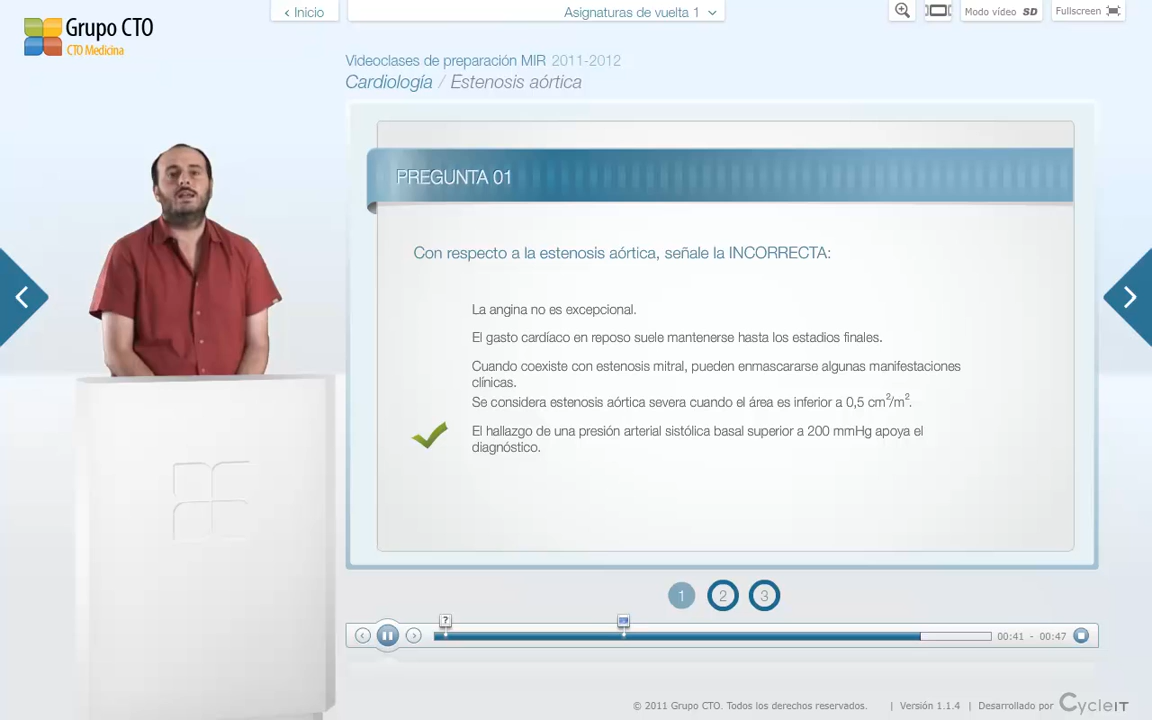 Grupo CTO
CTO Medicina
‹ Inicio
Asignaturas de vuelta 1
Modo vídeo SD
Fullscreen
Videoclases de preparación MIR 2011-2012
Cardiología / Estenosis aórtica
PREGUNTA 01
Con respecto a la estenosis aórtica, señale la INCORRECTA:
La angina no es excepcional.
El gasto cardíaco en reposo suele mantenerse hasta los estadios finales.
Cuando coexiste con estenosis mitral, pueden enmascararse algunas manifestaciones
clínicas.
Se considera estenosis aórtica severa cuando el área es inferior a 0,5 cm²/m².
El hallazgo de una presión arterial sistólica basal superior a 200 mmHg apoya el
diagnóstico.
1 2 3
?
00:41 - 00:47
© 2011 Grupo CTO. Todos los derechos reservados. | Versión 1.1.4 | Desarrollado por CycleIT